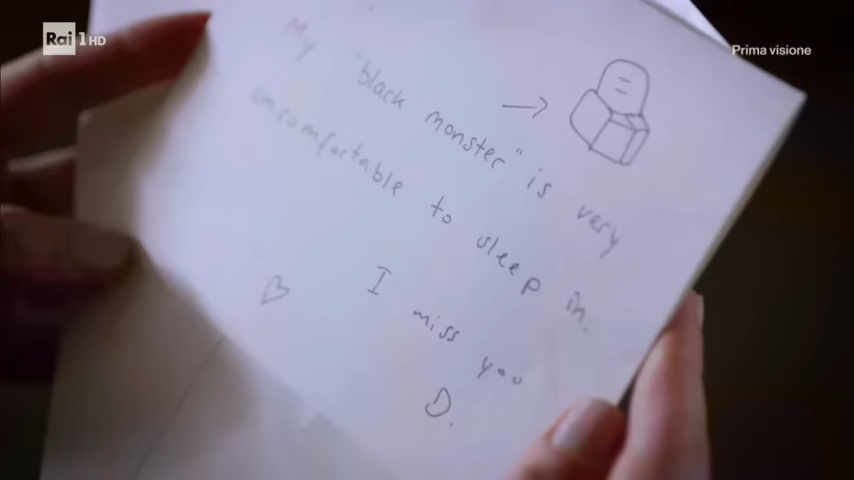 Rai 1 HD
Prima visione
My "black monster" is very
uncomfortable to sleep in.
I miss you
D.